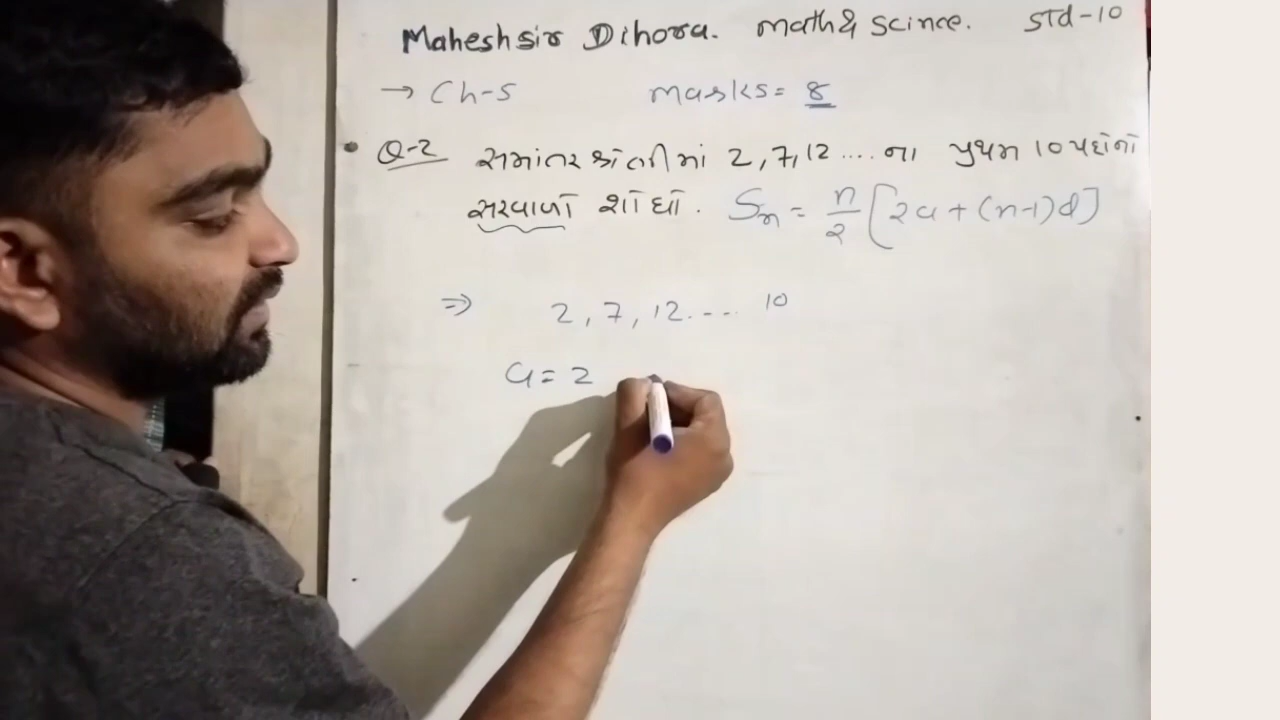 Maheshsir Dihora. math & scince. Std-10
→ Ch-5 marks = 8
Q-2 સમાંતર શ્રેણીમાં 2, 7, 12 .... ના પ્રથમ 10 પદોનો
સરવાળો શોધો. Sn = n/2 [2a + (n-1)d]
⇒ 2, 7, 12 .... 10
a = 2